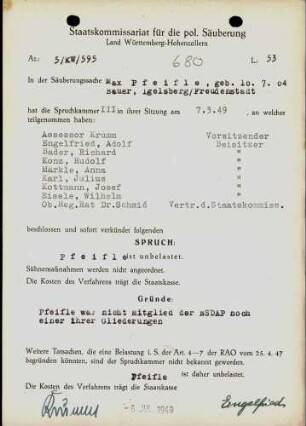 Staatskommissariat für die pol. Säuberung
Land Württemberg-Hohenzollern
Az.: 5/KW/595 680 L. 53
In der Säuberungssache Max Pfeifle, geb. lo. 7. 04
Bauer, Igelsberg/Freudenstadt
hat die Spruchkammer III in ihrer Sitzung am 7.3.49, an welcher
teilgenommen haben:
Assessor Krumm Vorsitzender
Engelfried, Adolf Beisitzer
Bader, Richard "
Konz, Rudolf "
Markle, Anna "
Karl, Julius "
Kottmann, Josef "
Eisele, Wilhelm "
Ob.Reg.Rat Dr.Schmid Vertr.d.Staatskommiss.
beschlossen und sofort verkündet folgenden
SPRUCH:
Pfeifle ist unbelastet.
Sühnemaßnahmen werden nicht angeordnet.
Die Kosten des Verfahrens trägt die Staatskasse.
Gründe:
Pfeifle war nicht Mitglied der NSDAP noch
einer ihrer Gliederungen
Weitere Tatsachen, die eine Belastung i. S. der Art. 4—7 der RAO vom 25. 4. 47
begründen könnten, sind der Spruchkammer nicht bekannt geworden.
Pfeifle ist daher unbelastet.
Die Kosten des Verfahrens trägt die Staatskasse.
Krumm 1949 Engelfried